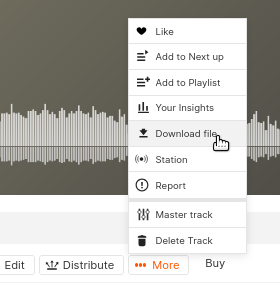 Like
Add to Next up
Add to Playlist
Your Insights
Download file
Station
Report
Master track
Delete Track
Edit
Distribute
More
Buy